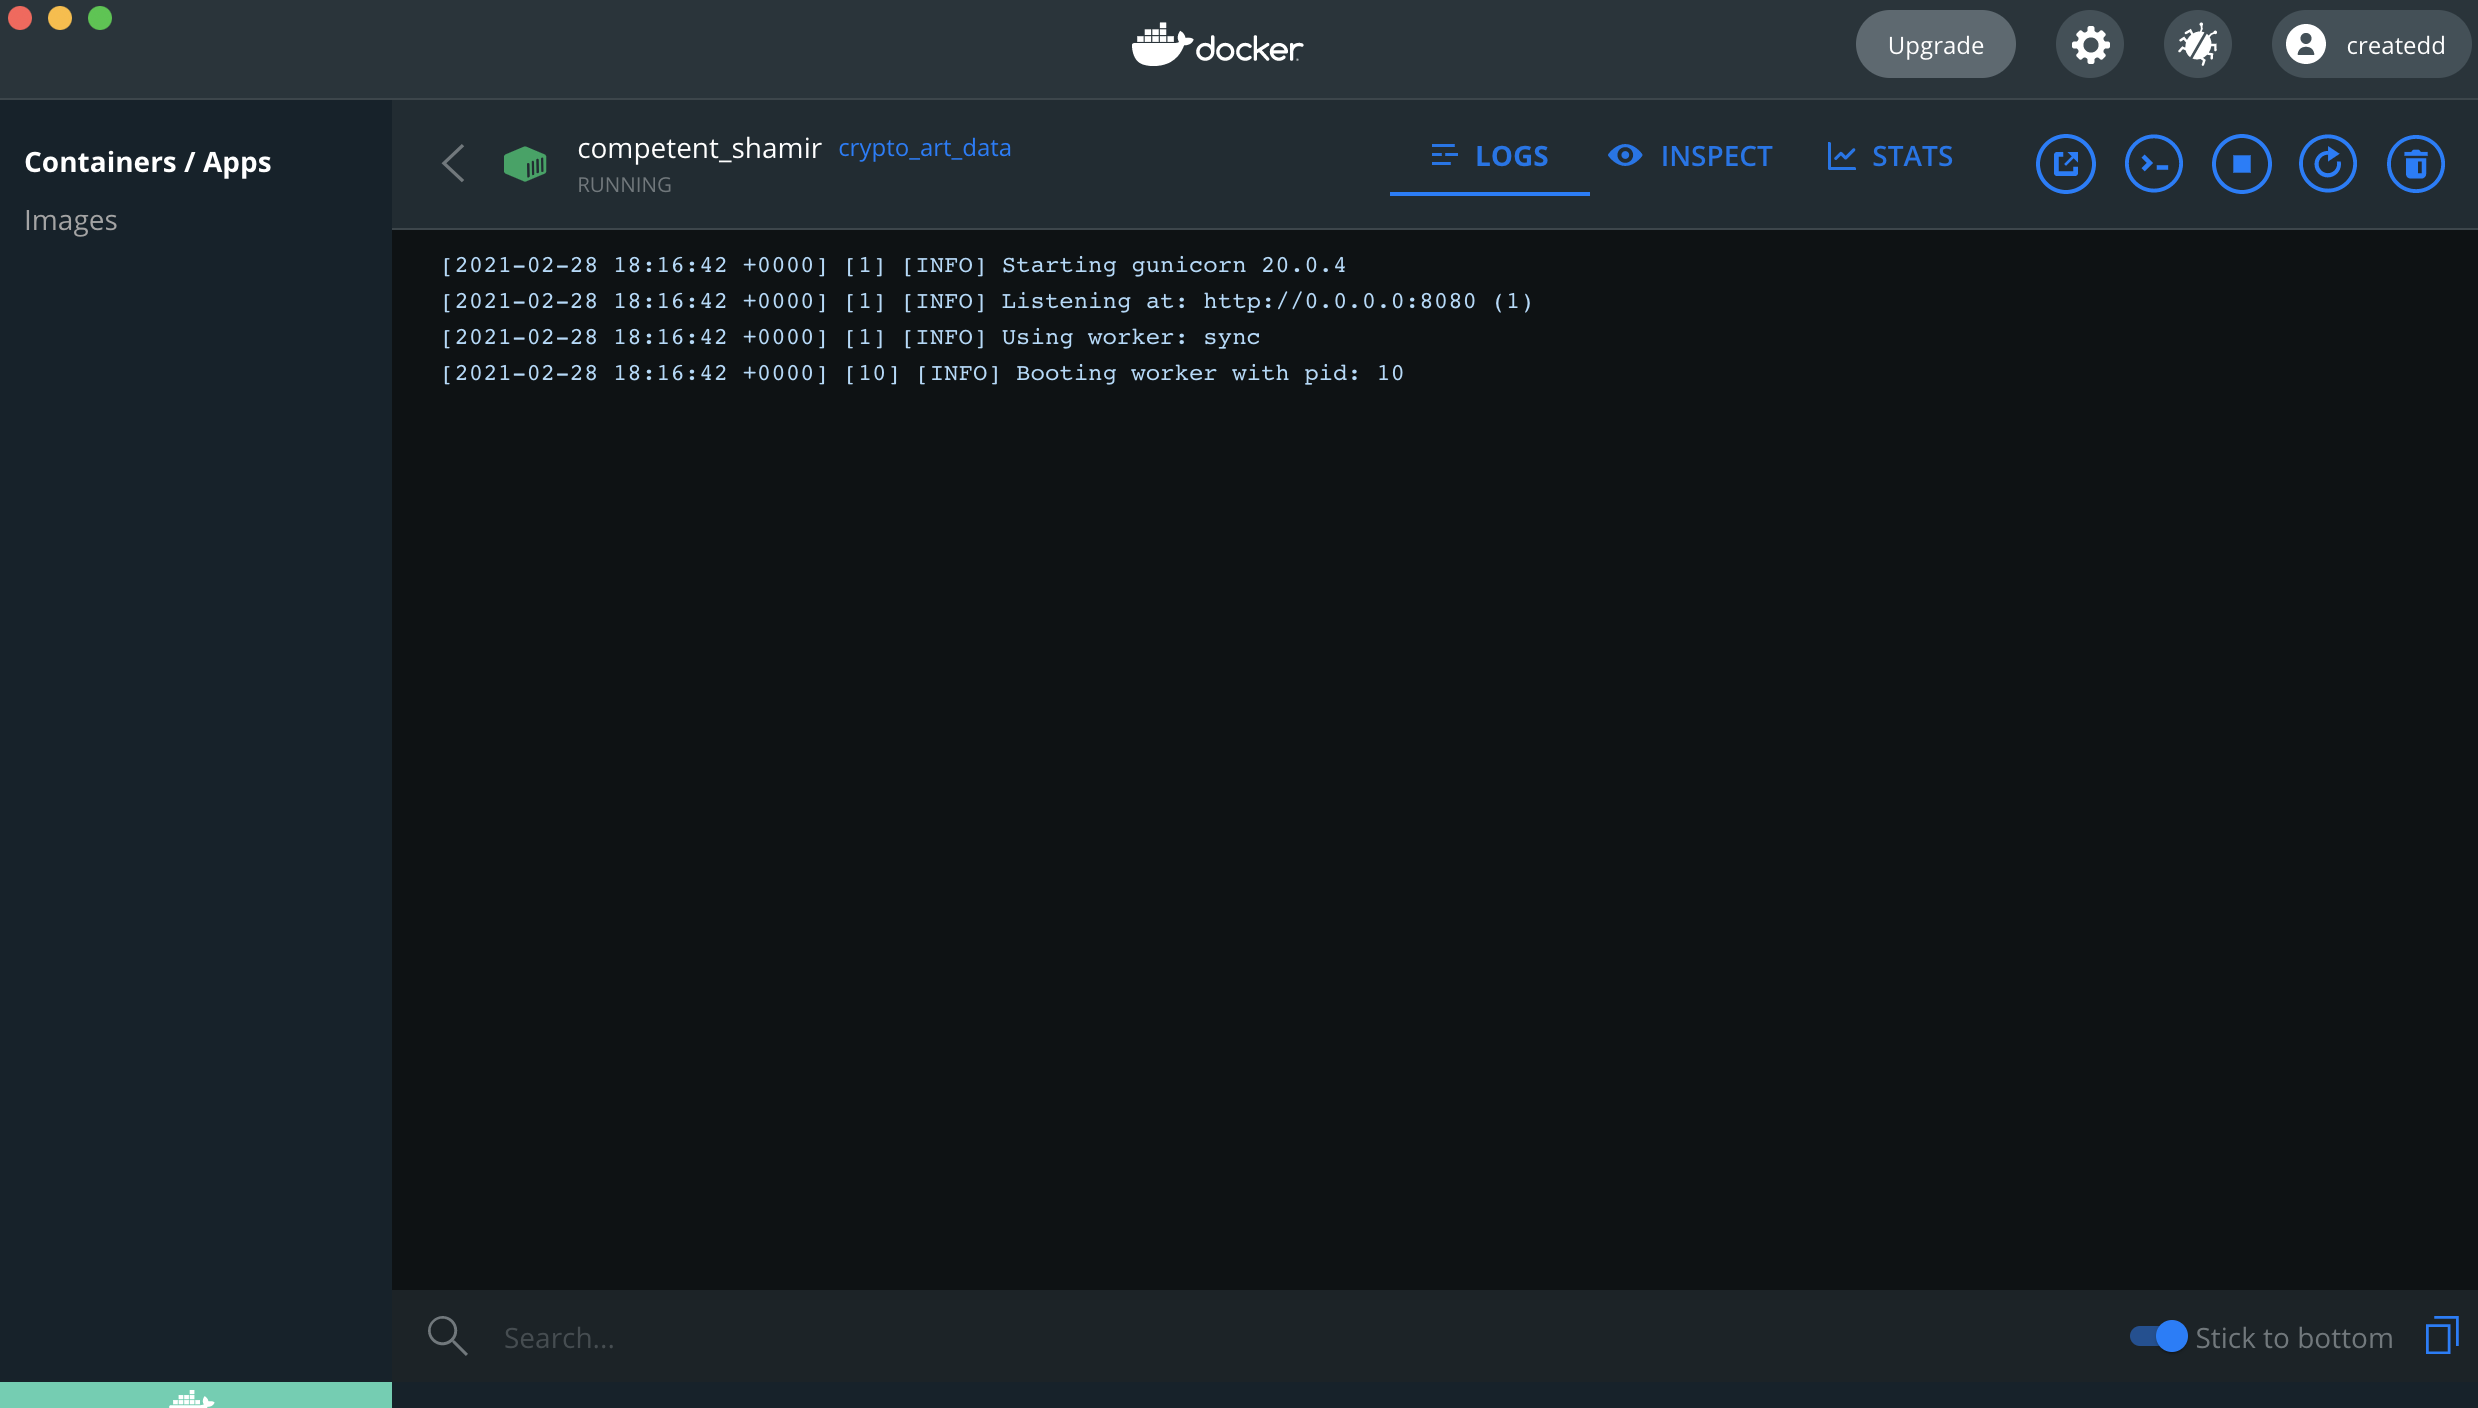 docker
Upgrade
createdd
Containers / Apps
Images
competent_shamir crypto_art_data
RUNNING
LOGS
INSPECT
STATS
[2021-02-28 18:16:42 +0000] [1] [INFO] Starting gunicorn 20.0.4
[2021-02-28 18:16:42 +0000] [1] [INFO] Listening at: http://0.0.0.0:8080 (1)
[2021-02-28 18:16:42 +0000] [1] [INFO] Using worker: sync
[2021-02-28 18:16:42 +0000] [10] [INFO] Booting worker with pid: 10
Search...
Stick to bottom